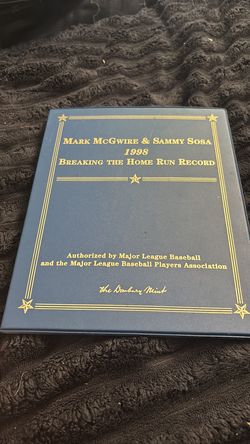 MARK MCGWIRE & SAMMY SOSA
1998
BREAKING THE HOME RUN RECORD
Authorized by Major League Baseball
and the Major League Baseball Players Association
the Danbury Mint